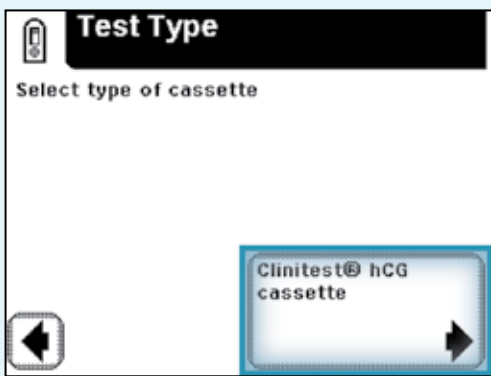 Test Type
Select type of cassette
Clinitest® hCG
cassette